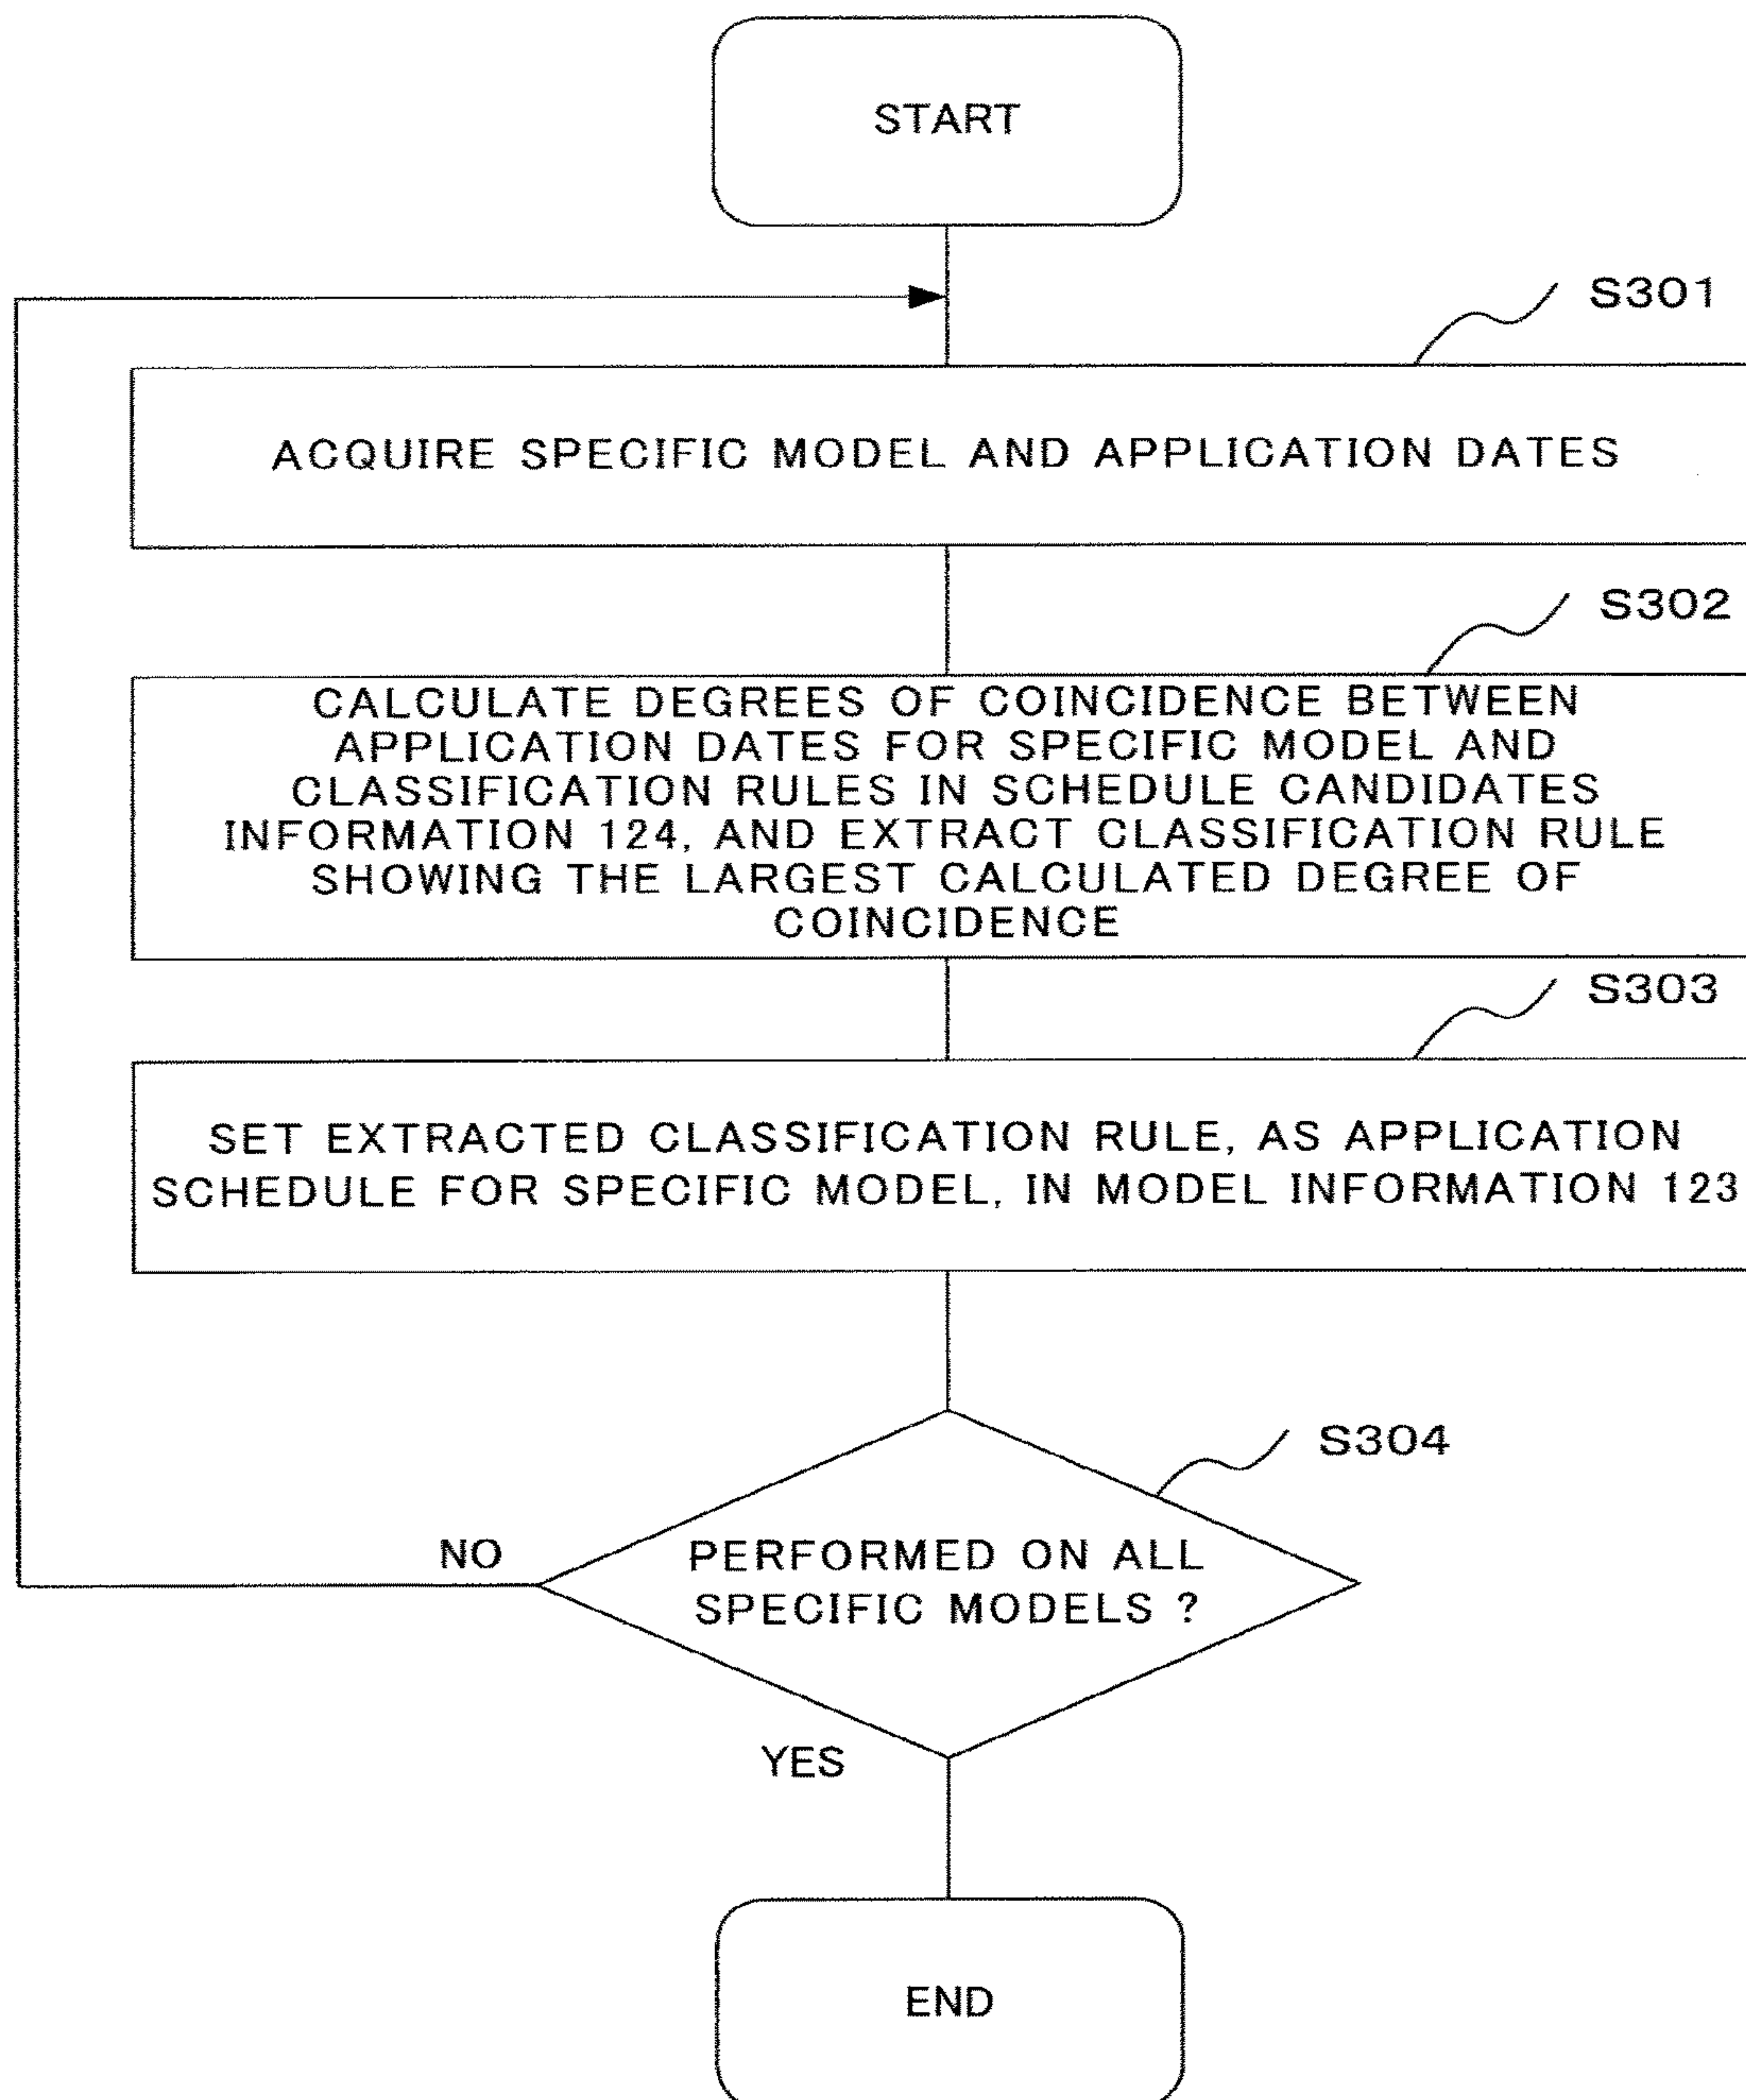 START
S301
ACQUIRE SPECIFIC MODEL AND APPLICATION DATES
S302
CALCULATE DEGREES OF COINCIDENCE BETWEEN
APPLICATION DATES FOR SPECIFIC MODEL AND
CLASSIFICATION RULES IN SCHEDULE CANDIDATES
INFORMATION 124, AND EXTRACT CLASSIFICATION RULE
SHOWING THE LARGEST CALCULATED DEGREE OF
COINCIDENCE
S303
SET EXTRACTED CLASSIFICATION RULE, AS APPLICATION
SCHEDULE FOR SPECIFIC MODEL, IN MODEL INFORMATION 123
S304
NO
PERFORMED ON ALL
SPECIFIC MODELS ?
YES
END